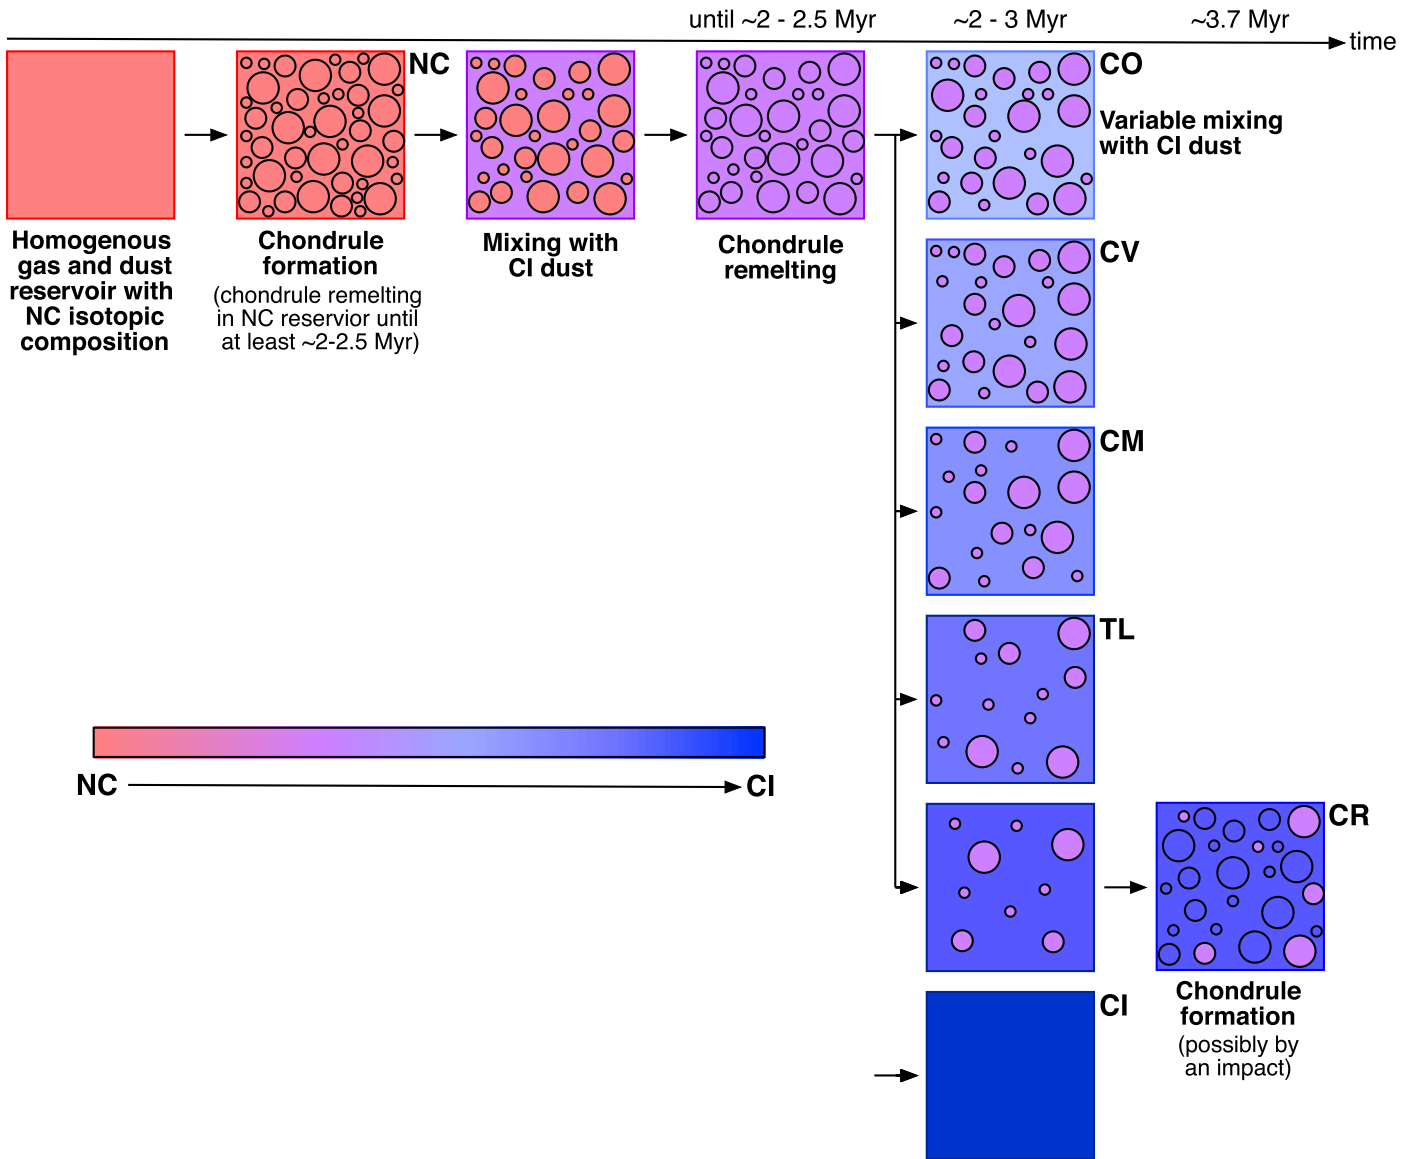 until ~2 - 2.5 Myr
~2 - 3 Myr
~3.7 Myr
time
NC
CO
Variable mixing
with CI dust
Homogenous
gas and dust
reservoir with
NC isotopic
composition
Chondrule
formation
(chondrule remelting
in NC reservior until
at least ~2-2.5 Myr)
Mixing with
CI dust
Chondrule
remelting
CV
CM
TL
NC
CI
CR
Chondrule
formation
(possibly by
an impact)
CI